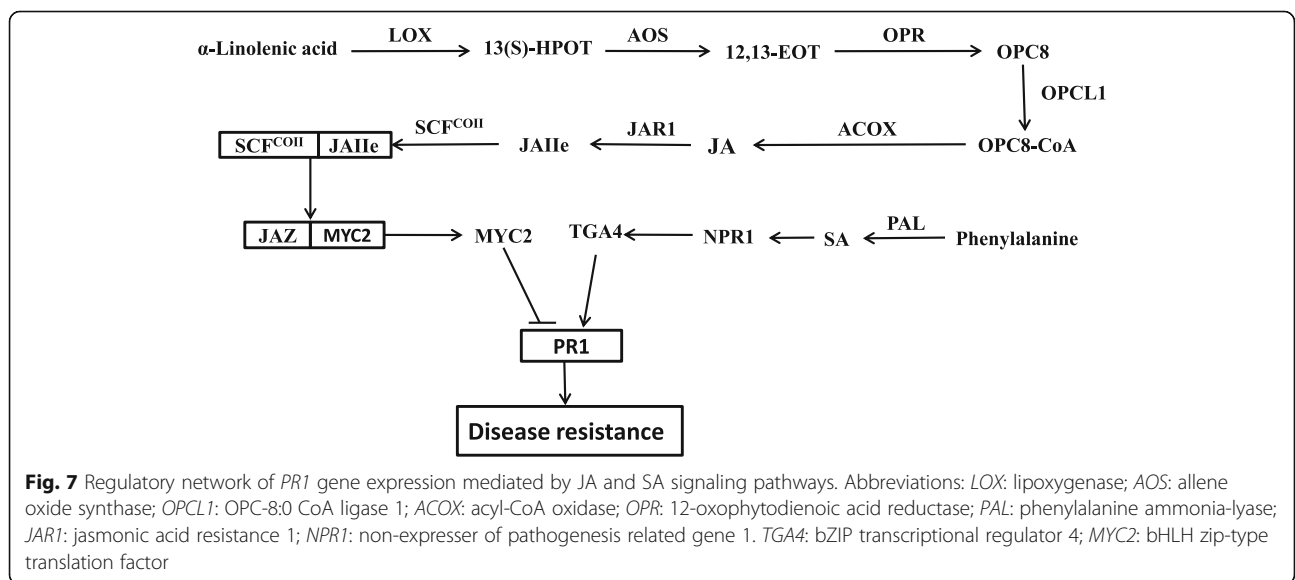 α-Linolenic acid LOX 13(S)-HPOT AOS 12,13-EOT OPR OPC8
OPCL1
SCF^COII JAIIe SCF^COII JAIIe JAR1 JA ACOX OPC8-CoA
JAZ MYC2 MYC2 TGA4 NPR1 SA PAL Phenylalanine
PR1
Disease resistance
Fig. 7 Regulatory network of PR1 gene expression mediated by JA and SA signaling pathways. Abbreviations: LOX: lipoxygenase; AOS: allene
oxide synthase; OPCL1: OPC-8:0 CoA ligase 1; ACOX: acyl-CoA oxidase; OPR: 12-oxophytodienoic acid reductase; PAL: phenylalanine ammonia-lyase;
JAR1: jasmonic acid resistance 1; NPR1: non-expresser of pathogenesis related gene 1. TGA4: bZIP transcriptional regulator 4; MYC2: bHLH zip-type
translation factor